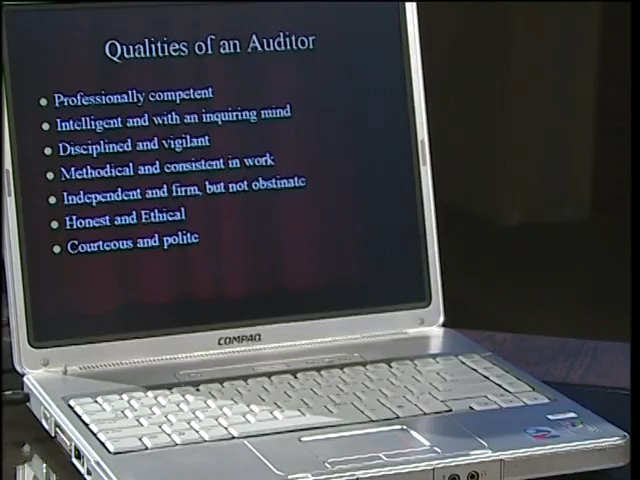 Qualities of an Auditor
Professionally competent
Intelligent and with an inquiring mind
Disciplined and vigilant
Methodical and consistent in work
Independent and firm, but not obstinate
Honest and Ethical
Courteous and polite
COMPAQ